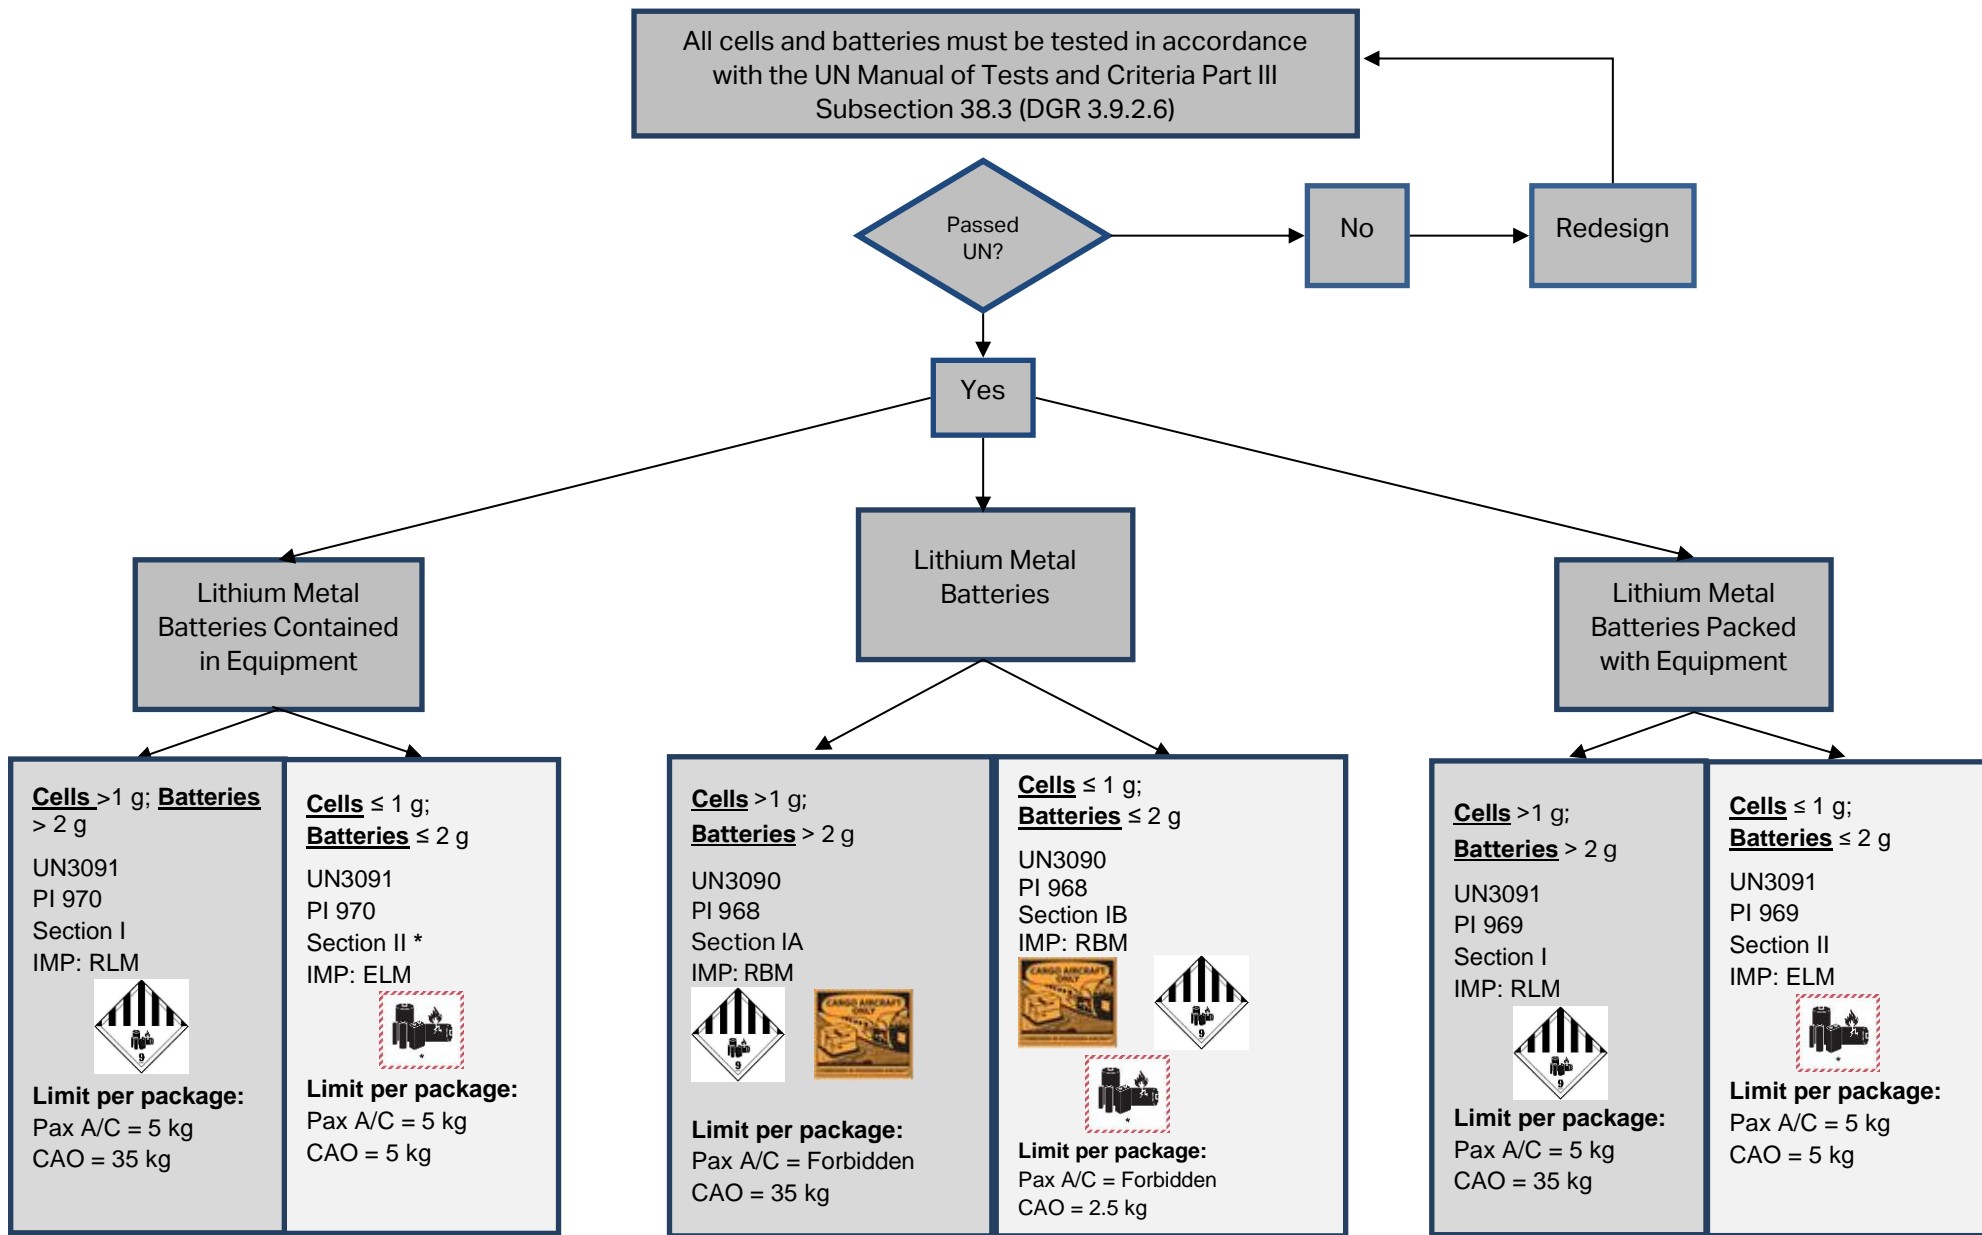 All cells and batteries must be tested in accordance
with the UN Manual of Tests and Criteria Part III
Subsection 38.3 (DGR 3.9.2.6)
Passed
UN?
No
Redesign
Yes
Lithium Metal
Batteries Contained
in Equipment
Lithium Metal
Batteries
Lithium Metal
Batteries Packed
with Equipment
Cells >1 g; Batteries
> 2 g
UN3091
PI 970
Section I
IMP: RLM
9
Limit per package:
Pax A/C = 5 kg
CAO = 35 kg
Cells ≤ 1 g;
Batteries ≤ 2 g
UN3091
PI 970
Section II *
IMP: ELM
*
Limit per package:
Pax A/C = 5 kg
CAO = 5 kg
Cells >1 g;
Batteries > 2 g
UN3090
PI 968
Section IA
IMP: RBM
9
CARGO AIRCRAFT
ONLY
Limit per package:
Pax A/C = Forbidden
CAO = 35 kg
Cells ≤ 1 g;
Batteries ≤ 2 g
UN3090
PI 968
Section IB
IMP: RBM
CARGO AIRCRAFT
ONLY
9
*
Limit per package:
Pax A/C = Forbidden
CAO = 2.5 kg
Cells >1 g;
Batteries > 2 g
UN3091
PI 969
Section I
IMP: RLM
9
Limit per package:
Pax A/C = 5 kg
CAO = 35 kg
Cells ≤ 1 g;
Batteries ≤ 2 g
UN3091
PI 969
Section II
IMP: ELM
*
Limit per package:
Pax A/C = 5 kg
CAO = 5 kg